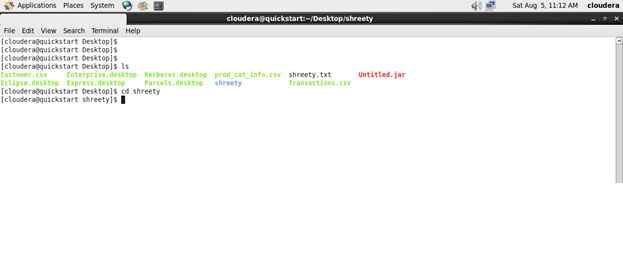 Applications Places System Sat Aug 5, 11:12 AM cloudera
cloudera@quickstart:~/Desktop/shreety
File Edit View Search Terminal Help
[cloudera@quickstart Desktop]$
[cloudera@quickstart Desktop]$
[cloudera@quickstart Desktop]$
[cloudera@quickstart Desktop]$ ls
Customer.csv Enterprise.desktop Kerberos.desktop prod_cat_info.csv shreety.txt Untitled.jar
Eclipse.desktop Express.desktop Parcels.desktop shreety Transactions.csv
[cloudera@quickstart Desktop]$ cd shreety
[cloudera@quickstart shreety]$